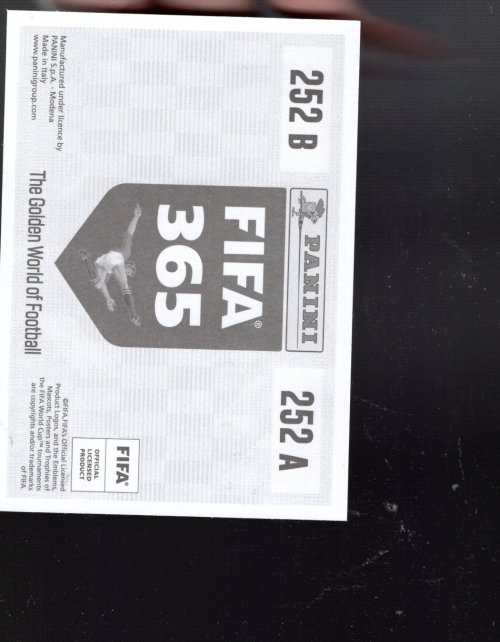 252 B
252 A
PANINI
FIFA®
365
The Golden World of Football
Manufactured under licence by
PANINI S.p.A. - Modena
Made in Italy
www.paninigroup.com
FIFA®
OFFICIAL
LICENSED
PRODUCT
©FIFA, FIFA's Official Licensed
Product Logos, and the Emblems,
Mascots, Posters and Trophies of
the FIFA World Cup™ tournaments
are copyrights and/or trademarks
of FIFA.